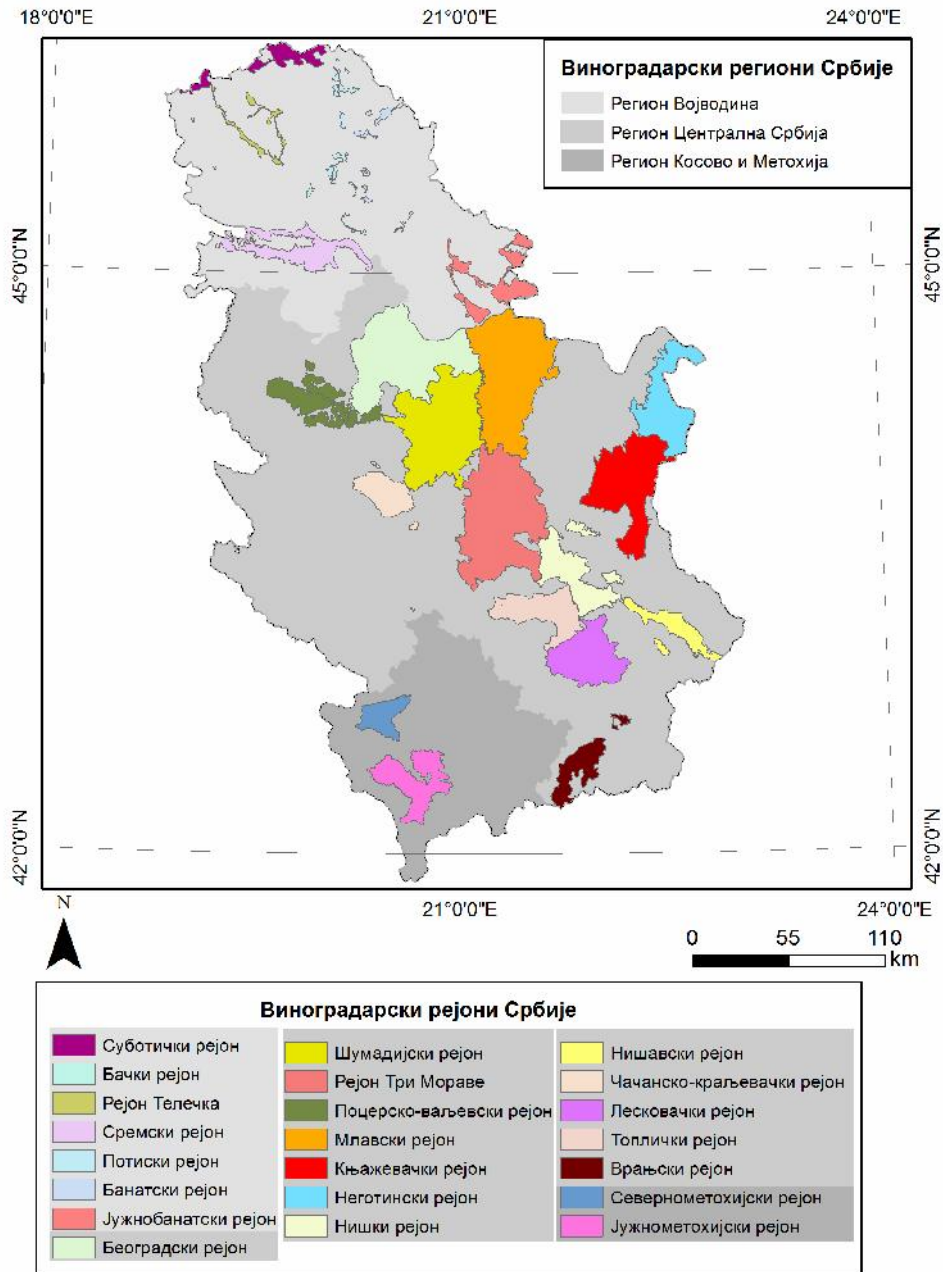 18°0'0"E 21°0'0"E 24°0'0"E
Виноградарски региони Србије
Регион Војводина
Регион Централна Србија
Регион Косово и Метохија
45°0'0"N 45°0'0"N
42°0'0"N 42°0'0"N
21°0'0"E 24°0'0"E
N
0 55 110
km
Виноградарски рејони Србије
Суботички рејон
Бачки рејон
Рејон Телечка
Сремски рејон
Потиски рејон
Банатски рејон
Јужнобанатски рејон
Београдски рејон
Шумадијски рејон
Рејон Три Мораве
Поцерско-ваљевски рејон
Млавски рејон
Књажевачки рејон
Неготински рејон
Нишки рејон
Нишавски рејон
Чачанско-краљевачки рејон
Лесковачки рејон
Топлички рејон
Врањски рејон
Севернометохијски рејон
Јужнометохијски рејон